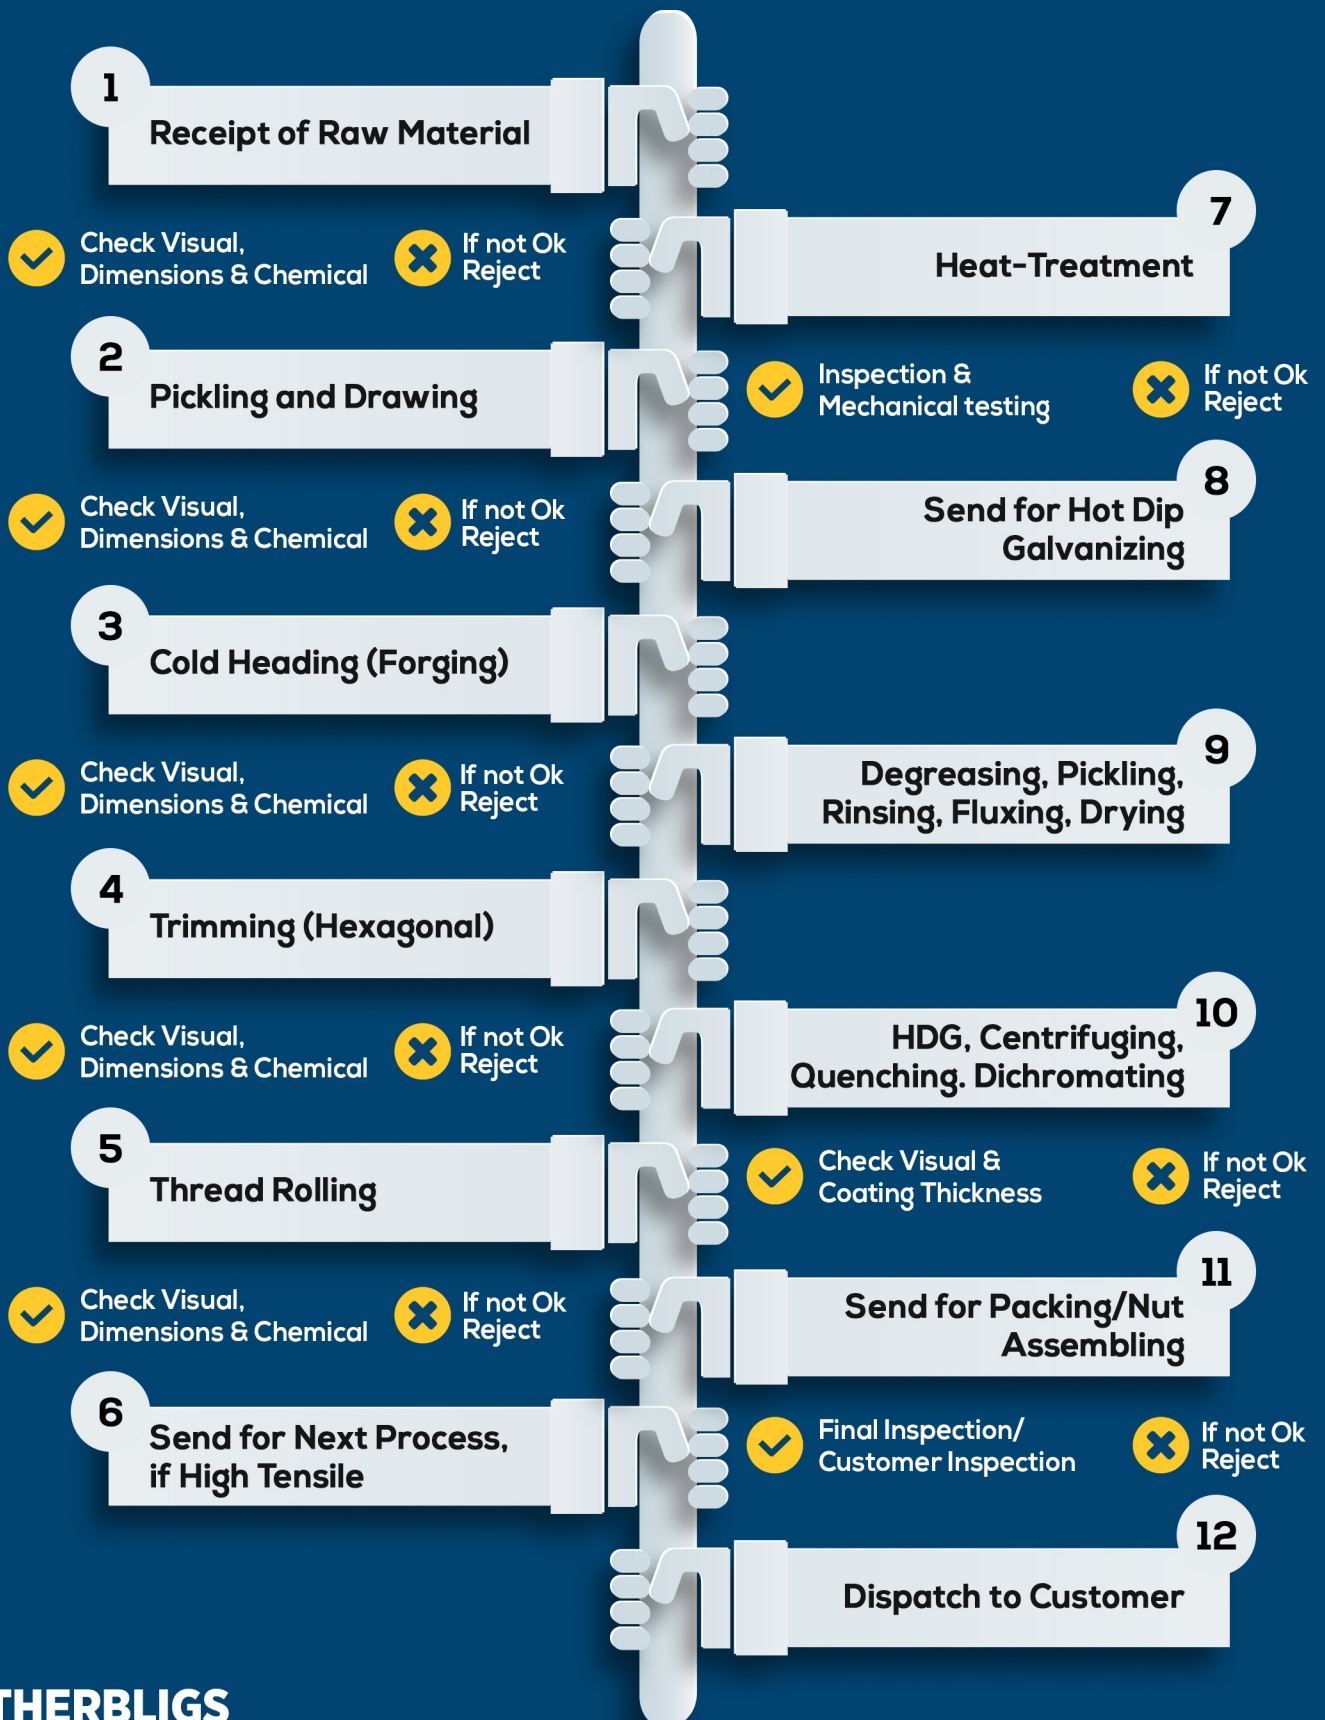 1
Receipt of Raw Material
Check Visual,
Dimensions & Chemical
If not Ok
Reject
2
Pickling and Drawing
Check Visual,
Dimensions & Chemical
If not Ok
Reject
3
Cold Heading (Forging)
Check Visual,
Dimensions & Chemical
If not Ok
Reject
4
Trimming (Hexagonal)
Check Visual,
Dimensions & Chemical
If not Ok
Reject
5
Thread Rolling
Check Visual,
Dimensions & Chemical
If not Ok
Reject
6
Send for Next Process,
if High Tensile
7
Heat-Treatment
Inspection &
Mechanical testing
If not Ok
Reject
8
Send for Hot Dip
Galvanizing
9
Degreasing, Pickling,
Rinsing, Fluxing, Drying
10
HDG, Centrifuging,
Quenching. Dichromating
Check Visual &
Coating Thickness
If not Ok
Reject
11
Send for Packing/Nut
Assembling
Final Inspection/
Customer Inspection
If not Ok
Reject
12
Dispatch to Customer
THERBLIGS